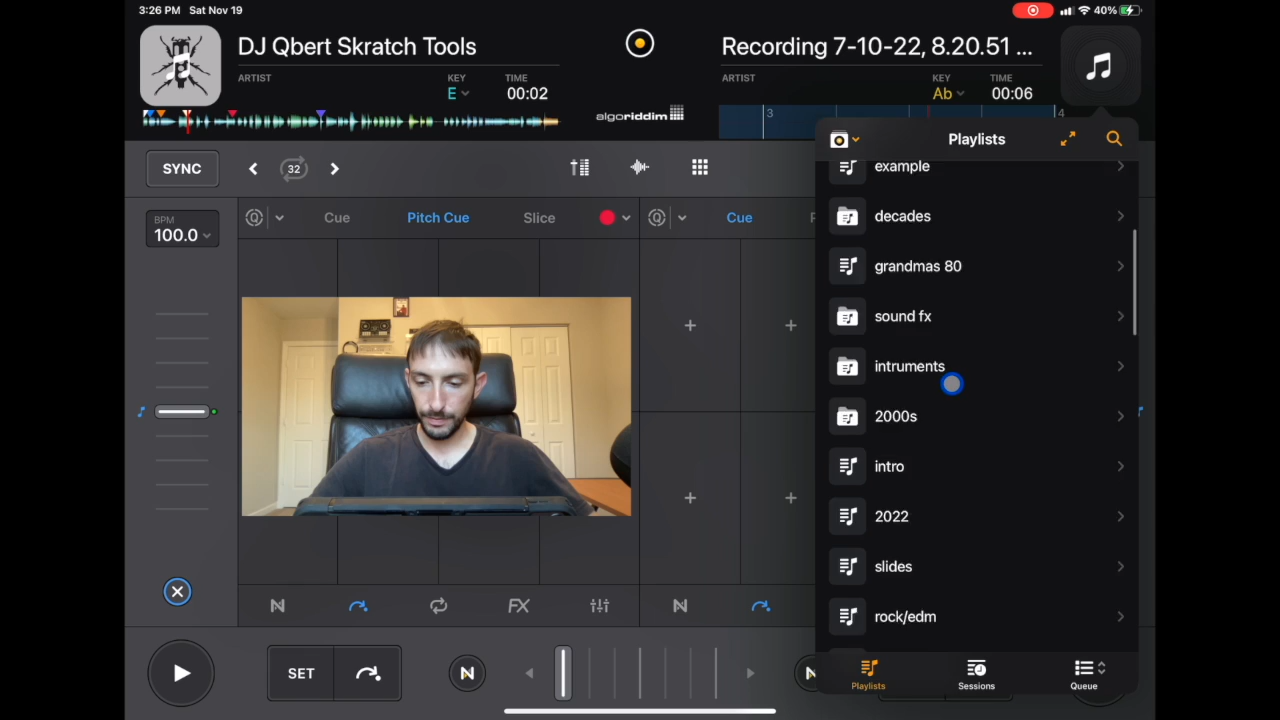 3:26 PM Sat Nov 19
40%
DJ Qbert Skratch Tools
ARTIST
KEY
TIME
E
00:02
algoriddim
Recording 7-10-22, 8.20.51 ...
ARTIST
KEY
TIME
Ab
00:06
3
4
SYNC
32
BPM
100.0
Cue
Pitch Cue
Slice
Cue
Playlists
example
decades
grandmas 80
sound fx
intruments
2000s
intro
2022
slides
rock/edm
FX
SET
Playlists
Sessions
Queue